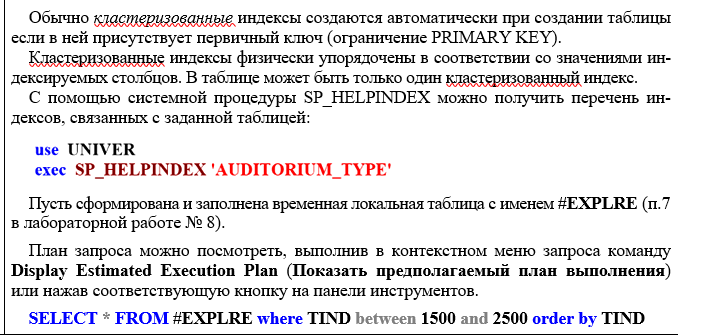 Обычно кластеризованные индексы создаются автоматически при создании таблицы
если в ней присутствует первичный ключ (ограничение PRIMARY KEY).
Кластеризованные индексы физически упорядочены в соответствии со значениями ин-
дексируемых столбцов. В таблице может быть только один кластеризованный индекс.
С помощью системной процедуры SP_HELPINDEX можно получить перечень ин-
дексов, связанных с заданной таблицей:
use UNIVER
exec SP_HELPINDEX 'AUDITORIUM_TYPE'
Пусть сформирована и заполнена временная локальная таблица с именем #EXPLRE (п.7
в лабораторной работе № 8).
План запроса можно посмотреть, выполнив в контекстном меню запроса команду
Display Estimated Execution Plan (Показать предполагаемый план выполнения)
или нажав соответствующую кнопку на панели инструментов.
SELECT * FROM #EXPLRE where TIND between 1500 and 2500 order by TIND